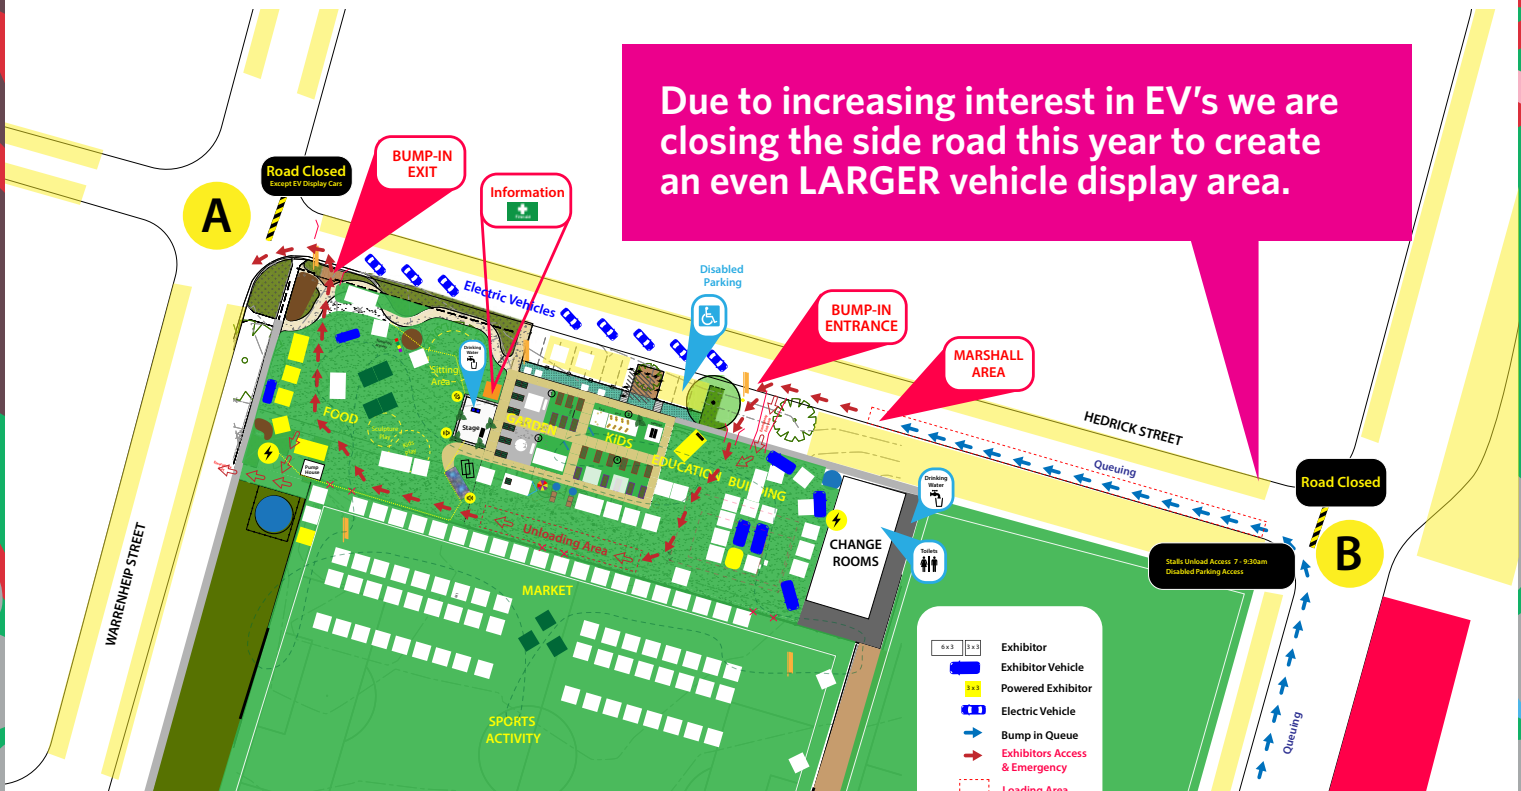 Due to increasing interest in EV's we are
closing the side road this year to create
an even LARGER vehicle display area.
Road Closed
Except EV Display Cars
A
BUMP-IN
EXIT
Information
Electric Vehicles
Disabled
Parking
BUMP-IN
ENTRANCE
MARSHALL
AREA
HEDRICK STREET
Queuing
Road Closed
B
Stalls Unload Access 7 - 9:30am
Disabled Parking Access
Queuing
Drinking
Water
Sitting
Area
FOOD
Sculpture
Play
Stage
GARDEN
KIDS
EDUCATION BUILDING
Pump
House
Unloading Area
CHANGE
ROOMS
Drinking
Water
Toilets
MARKET
SPORTS
ACTIVITY
WARRENHEIP STREET
6 x 3
3 x 3
Exhibitor
Exhibitor Vehicle
3 x 3
Powered Exhibitor
Electric Vehicle
Bump in Queue
Exhibitors Access
& Emergency
Loading Area